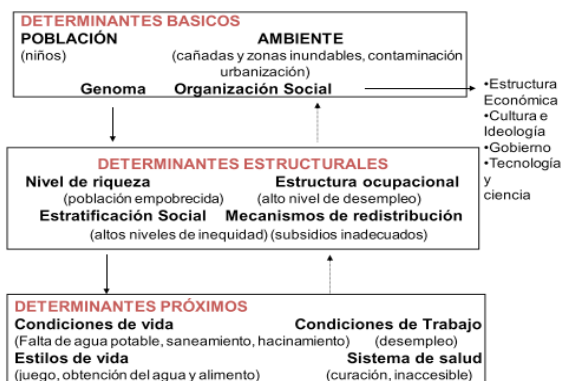 DETERMINANTES BASICOS
POBLACIÓN AMBIENTE
(niños) (cañadas y zonas inundables, contaminación
urbanización)
Genoma Organización Social
•Estructura
Económica
•Cultura e
Ideología
•Gobierno
•Tecnología
y
ciencia
DETERMINANTES ESTRUCTURALES
Nivel de riqueza Estructura ocupacional
(población empobrecida) (alto nivel de desempleo)
Estratificación Social Mecanismos de redistribución
(altos niveles de inequidad) (subsidios inadecuados)
DETERMINANTES PRÓXIMOS
Condiciones de vida Condiciones de Trabajo
(Falta de agua potable, saneamiento, hacinamiento) (desempleo)
Estilos de vida Sistema de salud
(juego, obtención del agua y alimento) (curación, inaccesible)